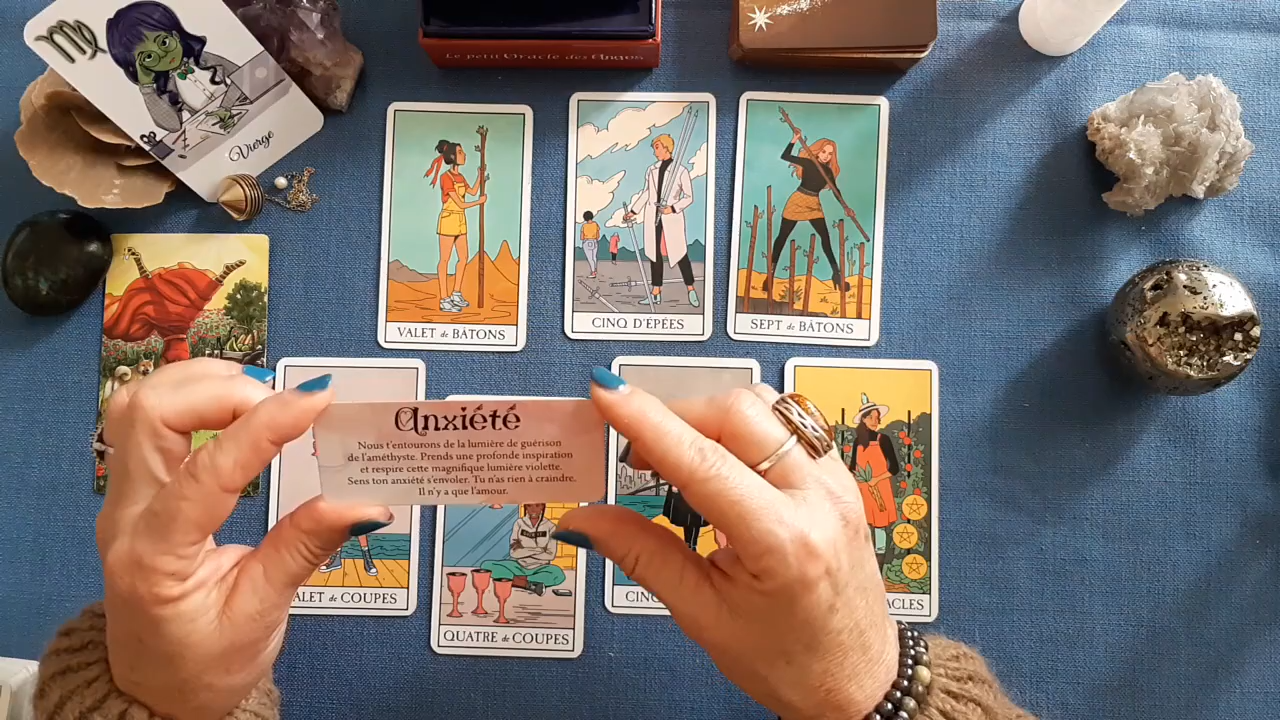 Le petit Oracle des Anges
Vierge
VALET de BÂTONS
CINQ D'ÉPÉES
SEPT de BÂTONS
Anxiété
Nous t'entourons de la lumière de guérison
de l'améthyste. Prends une profonde inspiration
et respire cette magnifique lumière violette.
Sens ton anxiété s'envoler. Tu n'as rien à craindre.
Il n'y a que l'amour.
ALET de COUPES
QUATRE de COUPES
CINQ
ACLES